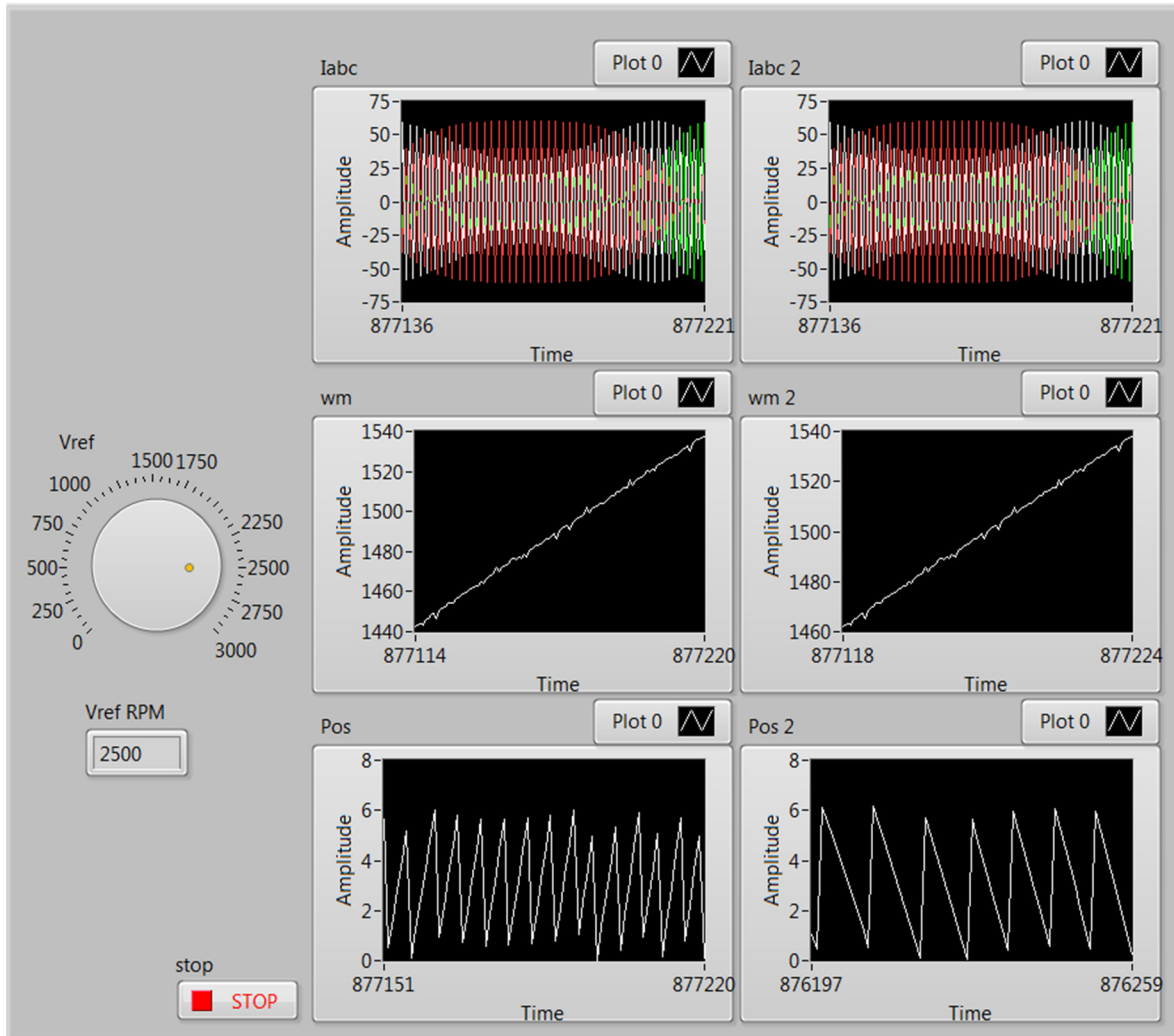 Iabc
Plot 0
75
50
25
0
-25
-50
-75
Amplitude
877136
877221
Time
Iabc 2
Plot 0
75
50
25
0
-25
-50
-75
Amplitude
877136
877221
Time
wm
Plot 0
1540
1520
1500
1480
1460
1440
Amplitude
877114
877220
Time
wm 2
Plot 0
1540
1520
1500
1480
1460
Amplitude
877118
877224
Time
Vref
0
250
500
750
1000
1500
1750
2250
2500
2750
3000
Vref RPM
2500
Pos
Plot 0
8
6
4
2
0
Amplitude
877151
877220
Time
Pos 2
Plot 0
8
6
4
2
0
Amplitude
876197
876259
Time
stop
STOP